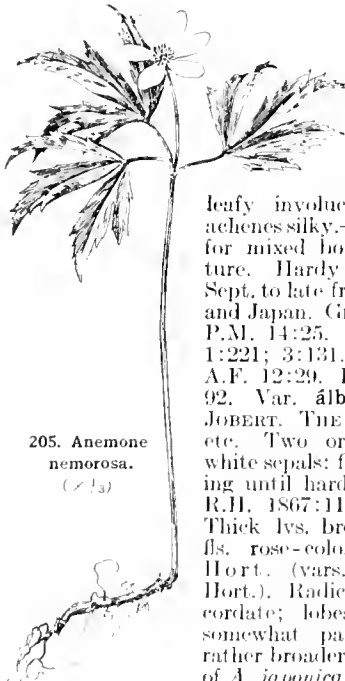 leafy involuc
achenes silky.-
for mixed bo
ture. Hardy
Sept. to late fr
and Japan. G
P.M. 14:25.
1:221; 3:131.
A.F. 12:29.
92. Var. álb
JOBERT. THE
etc. Two or
white sepals: f
ing until hard
R.H. 1867:11
Thick lvs. br
fls. rose-colo
Hort. (vars.
Hort.). Radic
cordate; lobe
somewhat pa
rather broader
of A. japonica
205. Anemone
nemorosa.
(× ⅓)